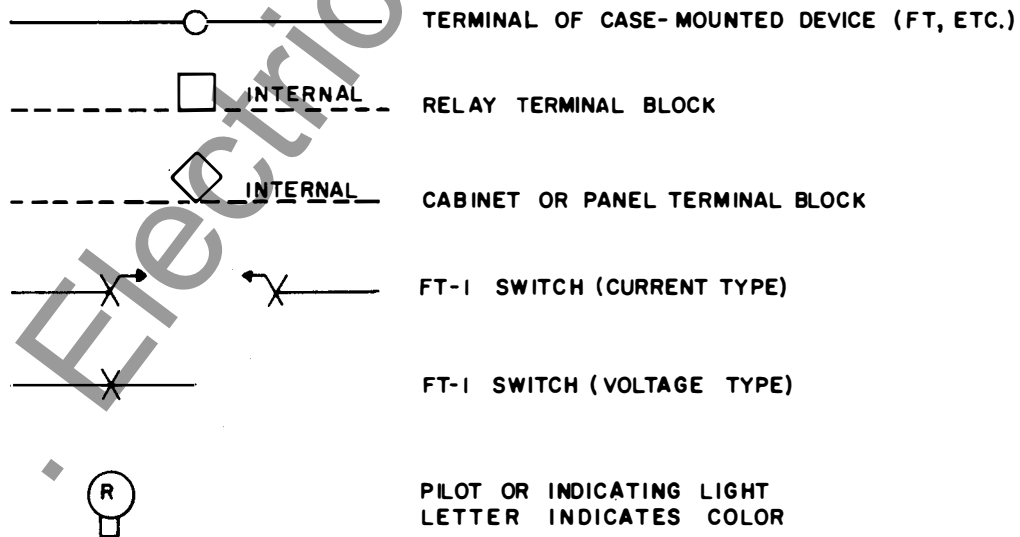 TERMINAL OF CASE-MOUNTED DEVICE (FT, ETC.)
INTERNAL
RELAY TERMINAL BLOCK
INTERNAL
CABINET OR PANEL TERMINAL BLOCK
FT-1 SWITCH (CURRENT TYPE)
FT-1 SWITCH (VOLTAGE TYPE)
R
PILOT OR INDICATING LIGHT
LETTER INDICATES COLOR
. Electric